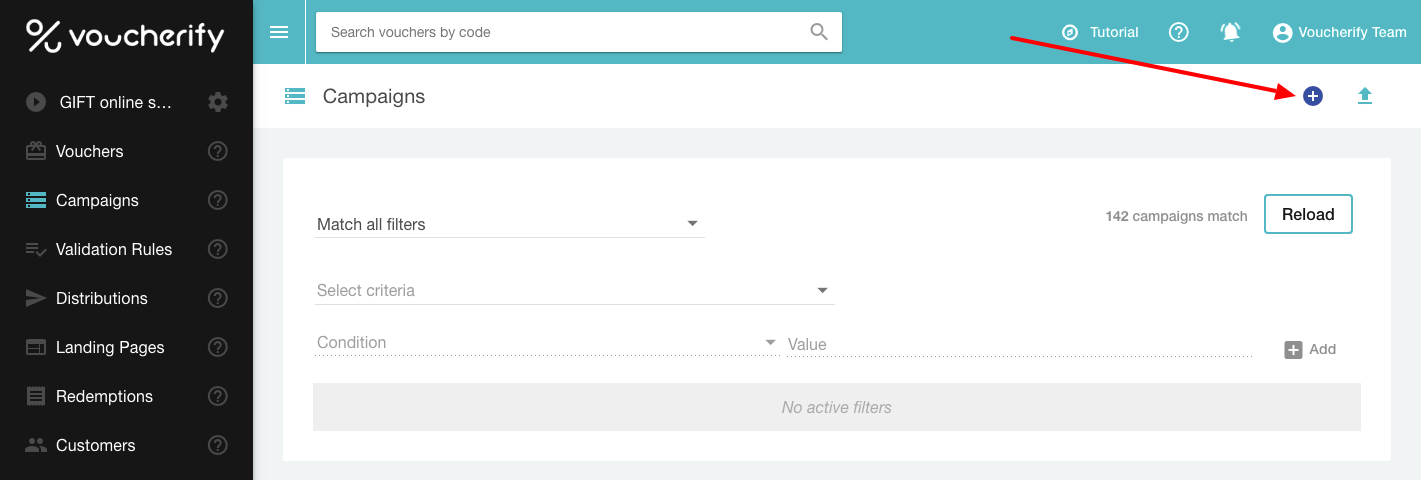 voucherify
Search vouchers by code
Tutorial
Voucherify Team
GIFT online s...
Vouchers
Campaigns
Validation Rules
Distributions
Landing Pages
Redemptions
Customers
Campaigns
Match all filters
142 campaigns match
Reload
Select criteria
Condition
Value
Add
No active filters